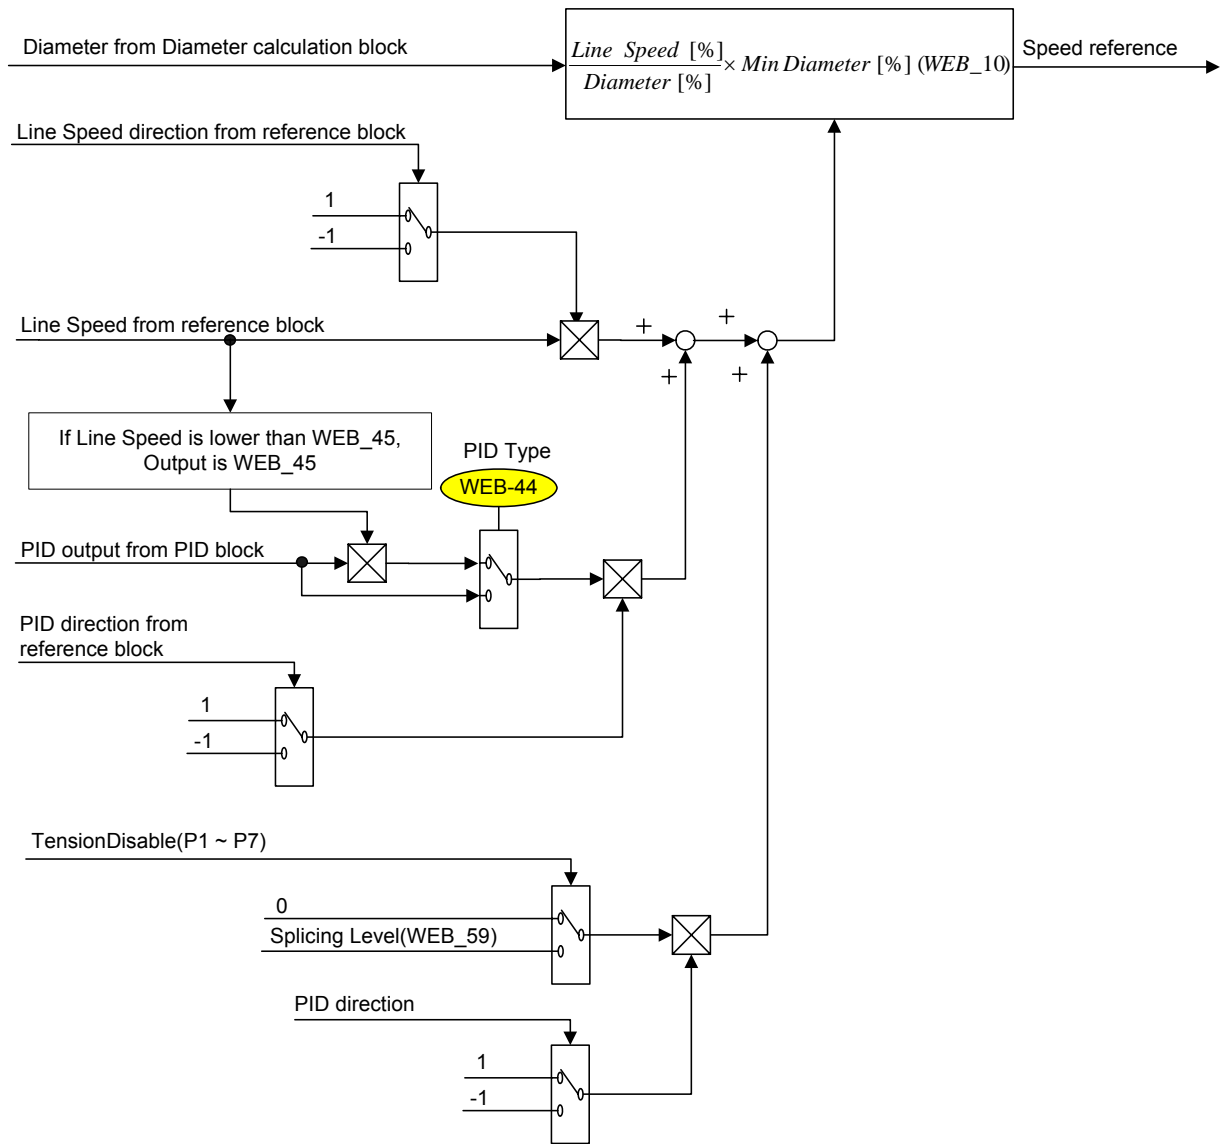 Diameter from Diameter calculation block
Line Speed [%]
Diameter [%]
× Min Diameter [%] (WEB_10)
Speed reference
Line Speed direction from reference block
1
-1
Line Speed from reference block
+
+
+
+
If Line Speed is lower than WEB_45,
Output is WEB_45
PID Type
WEB-44
PID output from PID block
PID direction from
reference block
1
-1
TensionDisable(P1 ~ P7)
0
Splicing Level(WEB_59)
PID direction
1
-1